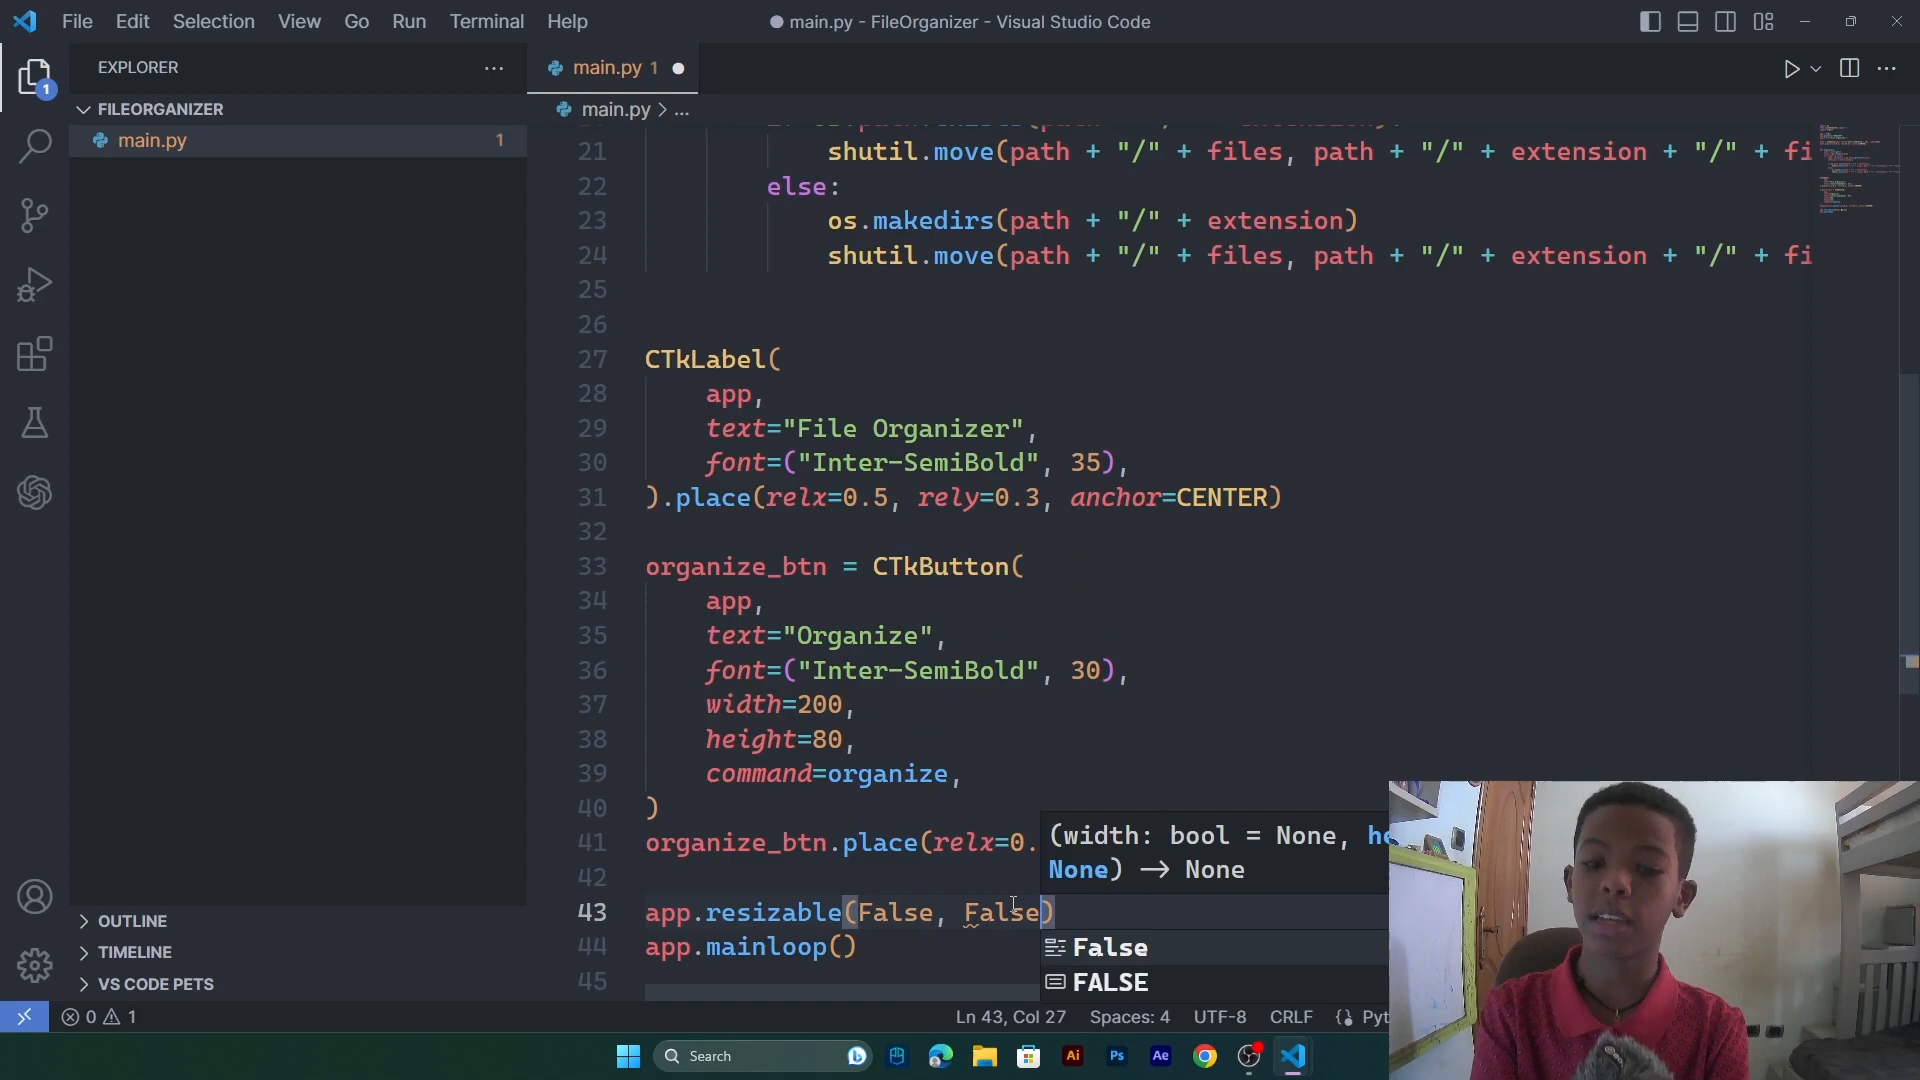 File Edit Selection View Go Run Terminal Help
main.py - FileOrganizer - Visual Studio Code
EXPLORER
FILEORGANIZER
main.py 1
1
main.py 1
main.py > ...
21 shutil.move(path + "/" + files, path + "/" + extension + "/" + fi
22 else:
23 os.makedirs(path + "/" + extension)
24 shutil.move(path + "/" + files, path + "/" + extension + "/" + fi
25
26
27 CTkLabel(
28 app,
29 text="File Organizer",
30 font=("Inter-SemiBold", 35),
31 ).place(relx=0.5, rely=0.3, anchor=CENTER)
32
33 organize_btn = CTkButton(
34 app,
35 text="Organize",
36 font=("Inter-SemiBold", 30),
37 width=200,
38 height=80,
39 command=organize,
40 )
41 organize_btn.place(relx=0.
42
43 app.resizable(False, False)
44 app.mainloop()
45
(width: bool = None, he
None) -> None
False
FALSE
OUTLINE
TIMELINE
VS CODE PETS
0 1
Ln 43, Col 27 Spaces: 4 UTF-8 CRLF Pyt
Search
Ai Ps Ae